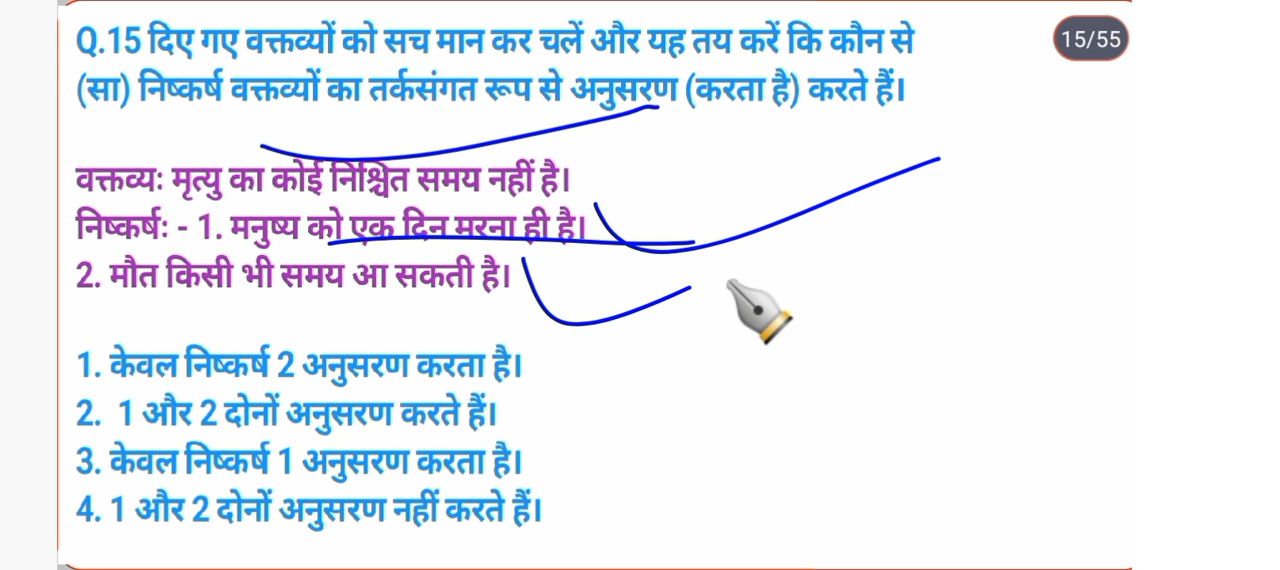 Q.15 दिए गए वक्तव्यों को सच मान कर चलें और यह तय करें कि कौन से
15/55
(सा) निष्कर्ष वक्तव्यों का तर्कसंगत रूप से अनुसरण (करता है) करते हैं।
वक्तव्य: मृत्यु का कोई निश्चित समय नहीं है।
निष्कर्ष: - 1. मनुष्य को एक दिन मरना ही है।
2. मौत किसी भी समय आ सकती है।
1. केवल निष्कर्ष 2 अनुसरण करता है।
2. 1 और 2 दोनों अनुसरण करते हैं।
3. केवल निष्कर्ष 1 अनुसरण करता है।
4. 1 और 2 दोनों अनुसरण नहीं करते हैं।